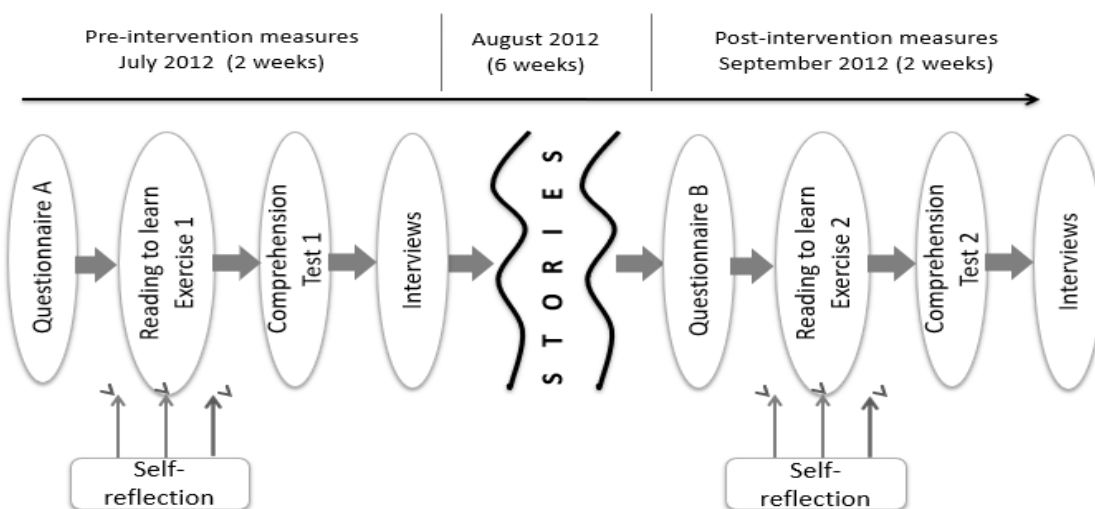 Pre-intervention measures
July 2012 (2 weeks)
August 2012
(6 weeks)
Post-intervention measures
September 2012 (2 weeks)
Questionnaire A
Reading to learn
Exercise 1
Comprehension
Test 1
Interviews
STORIES
Questionnaire B
Reading to learn
Exercise 2
Comprehension
Test 2
Interviews
Self-
reflection
Self-
reflection